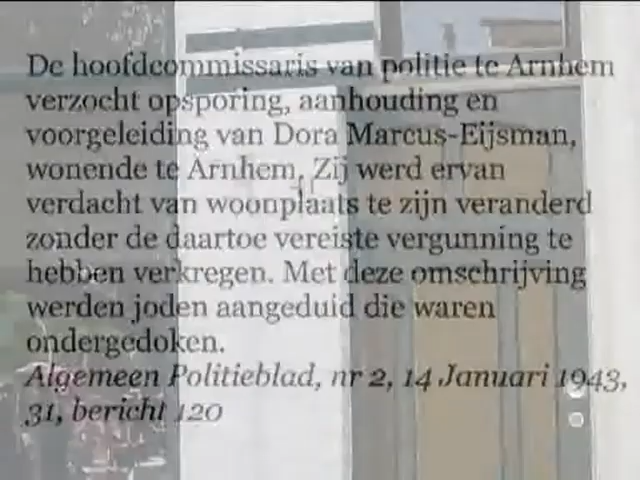 De hoofdcommissaris van politie te Arnhem
verzocht opsporing, aanhouding en
voorgeleiding van Dora Marcus-Eijsman,
wonende te Arnhem. Zij werd ervan
verdacht van woonplaats te zijn veranderd
zonder de daartoe vereiste vergunning te
hebben verkregen. Met deze omschrijving
werden joden aangeduid die waren
ondergedoken.
Algemeen Politieblad, nr 2, 14 Januari 1943,
31, bericht 120